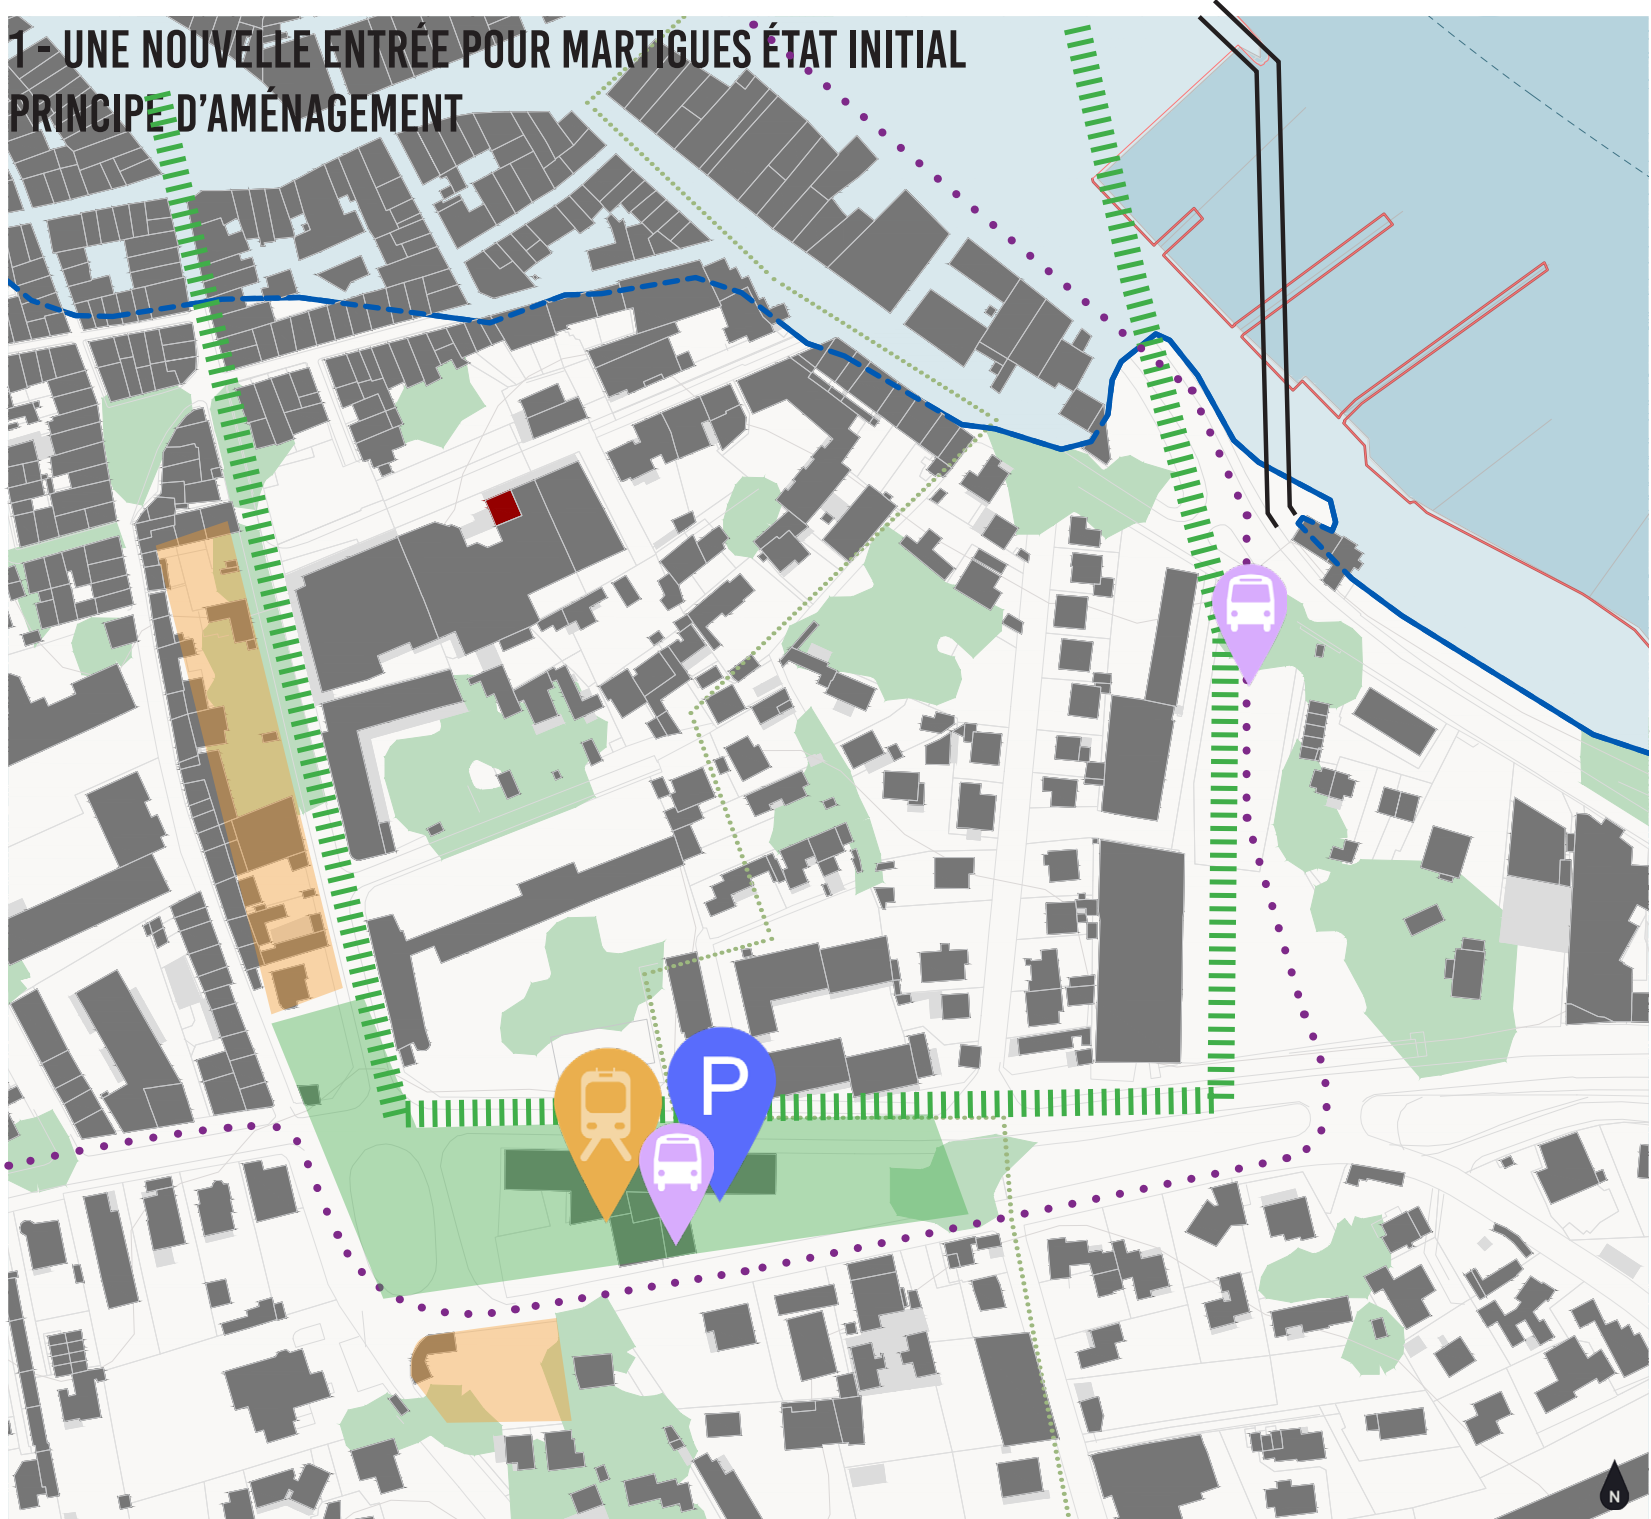 1 - UNE NOUVELLE ENTRÉE POUR MARTIGUES ÉTAT INITIAL
PRINCIPE D'AMÉNAGEMENT
P
N